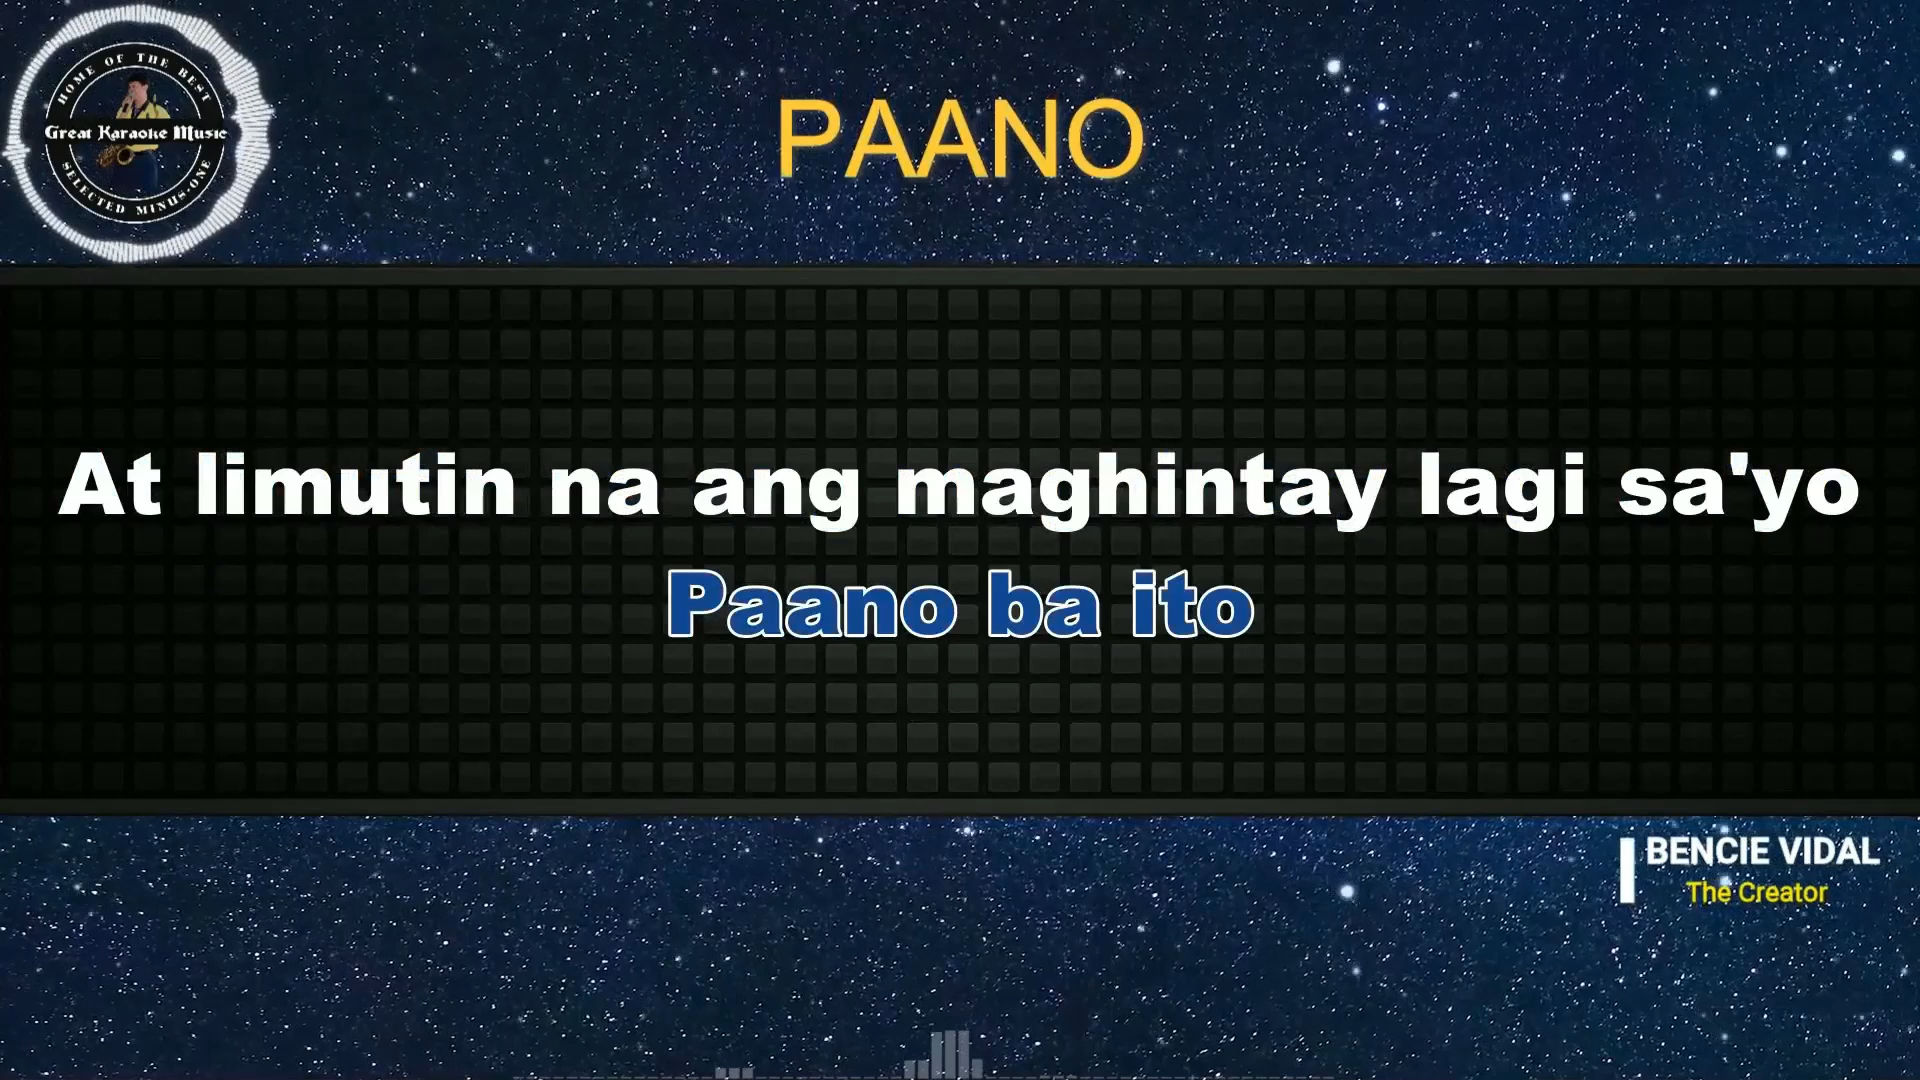 HOME OF THE BEST
Great Karaoke Music
SELECTED MINUS-ONE
PAANO
At limutin na ang maghintay lagi sa'yo
Paano ba ito
BENCIE VIDAL
The Creator